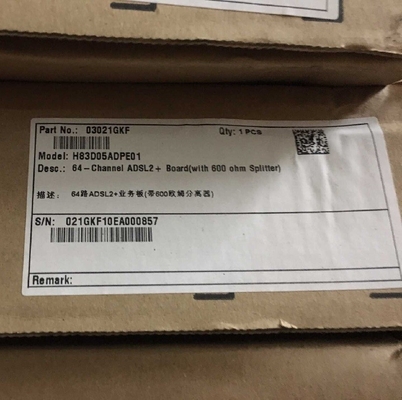 Part No.: 03021GKF Qty: 1 PCS
Model: H83D05ADPE01
Desc.: 64-Channel ADSL2+ Board(with 600 ohm Splitter)
描述: 64路ADSL2+业务板(带600欧姆分离器)
S/N: 021GKF10EA000857
Remark: